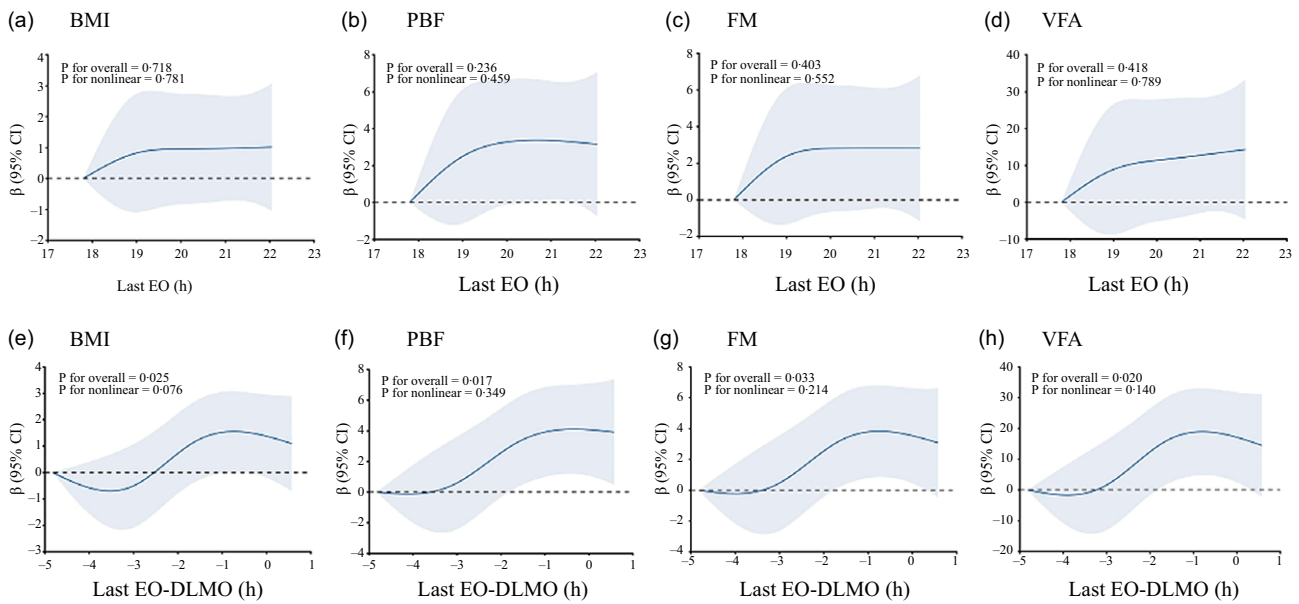 (a) BMI
P for overall = 0·718
P for nonlinear = 0·781
β (95% CI)
4
3
2
1
0
−1
−2
17 18 19 20 21 22 23
Last EO (h)
(b) PBF
P for overall = 0·236
P for nonlinear = 0·459
β (95% CI)
8
6
4
2
0
−2
17 18 19 20 21 22 23
Last EO (h)
(c) FM
P for overall = 0·403
P for nonlinear = 0·552
β (95% CI)
8
6
4
2
0
−2
17 18 19 20 21 22 23
Last EO (h)
(d) VFA
P for overall = 0·418
P for nonlinear = 0·789
β (95% CI)
40
30
20
10
0
−10
17 18 19 20 21 22 23
Last EO (h)
(e) BMI
P for overall = 0·025
P for nonlinear = 0·076
β (95% CI)
4
3
2
1
0
−1
−2
−3
−5 −4 −3 −2 −1 0 1
Last EO-DLMO (h)
(f) PBF
P for overall = 0·017
P for nonlinear = 0·349
β (95% CI)
8
6
4
2
0
−2
−4
−5 −4 −3 −2 −1 0 1
Last EO-DLMO (h)
(g) FM
P for overall = 0·033
P for nonlinear = 0·214
β (95% CI)
8
6
4
2
0
−2
−4
−5 −4 −3 −2 −1 0 1
Last EO-DLMO (h)
(h) VFA
P for overall = 0·020
P for nonlinear = 0·140
β (95% CI)
40
30
20
10
0
−10
−20
−5 −4 −3 −2 −1 0 1
Last EO-DLMO (h)